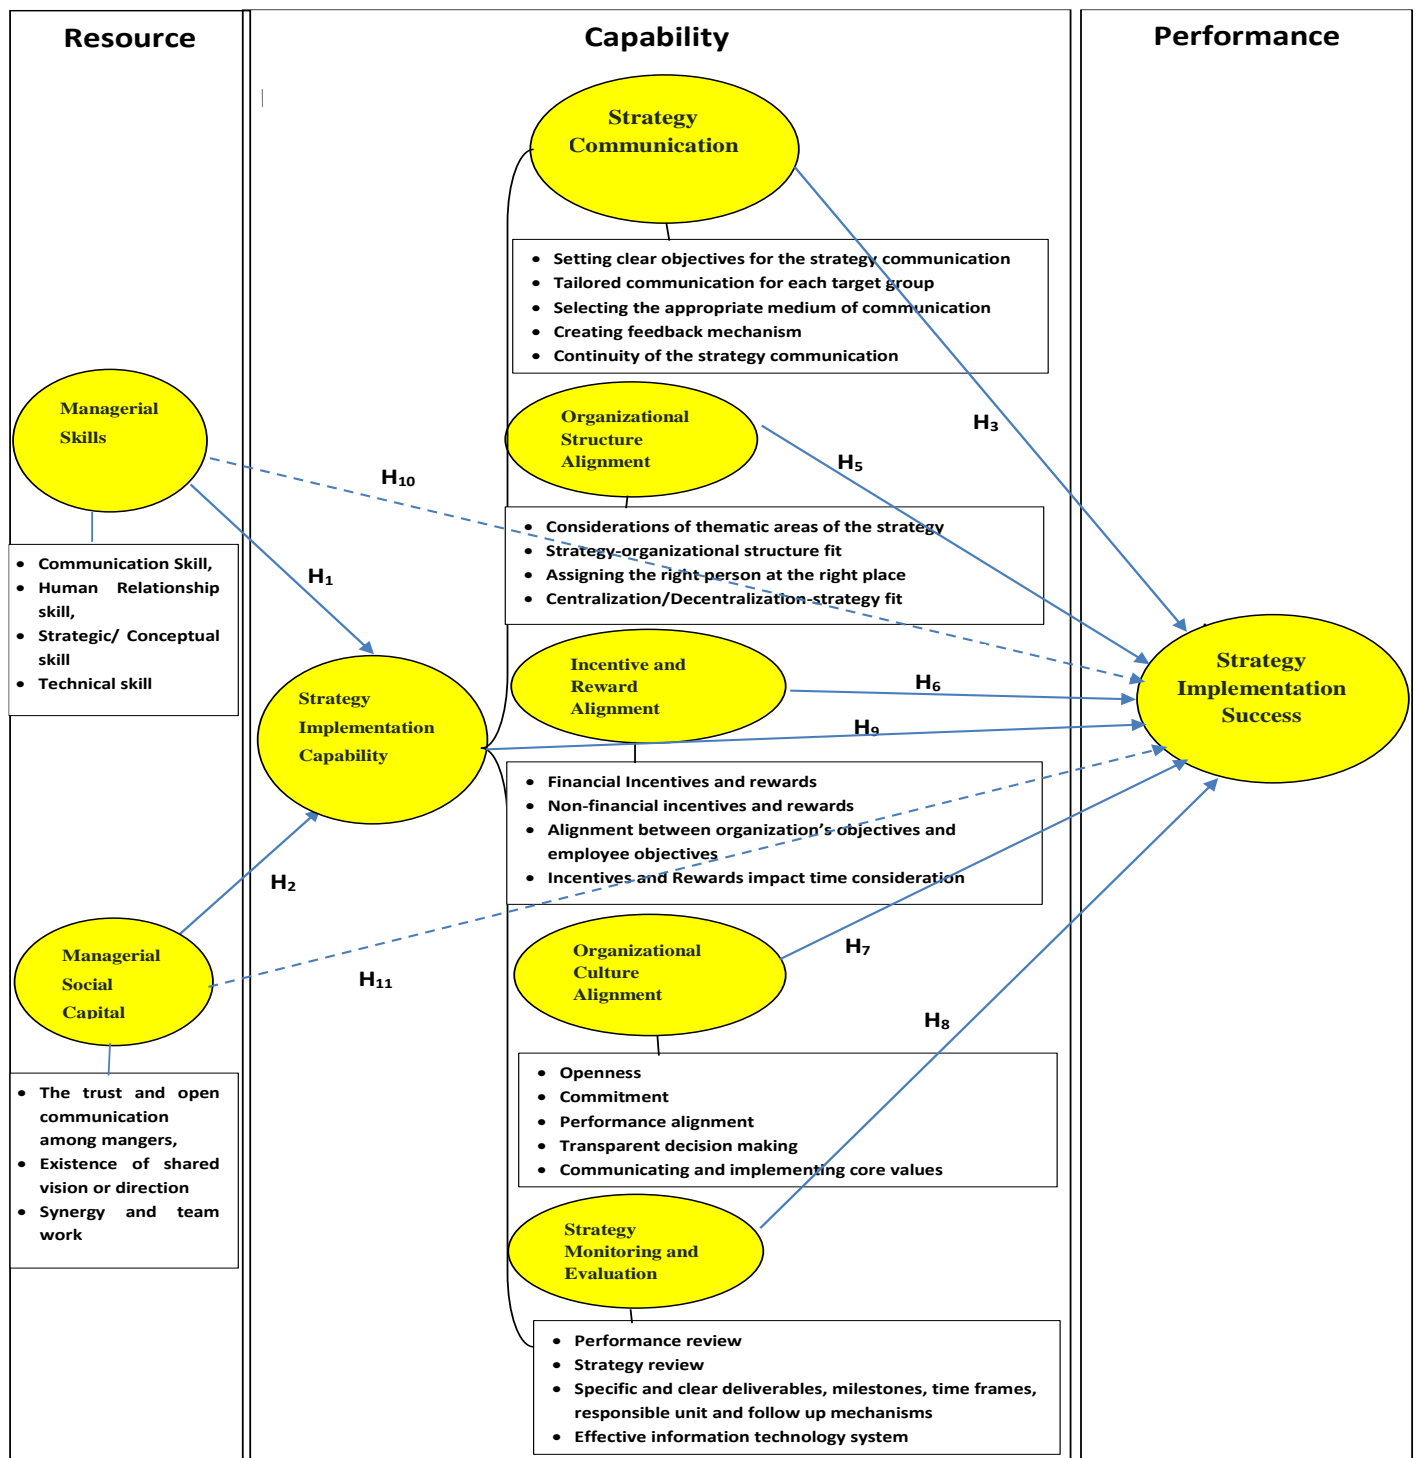 Resource
Capability
Performance
Strategy
Communication
• Setting clear objectives for the strategy communication
• Tailored communication for each target group
• Selecting the appropriate medium of communication
• Creating feedback mechanism
• Continuity of the strategy communication
Managerial
Skills
Organizational
Structure
Alignment
H3
H5
H10
• Communication Skill,
• Human Relationship
skill,
• Strategic/ Conceptual
skill
• Technical skill
H1
• Considerations of thematic areas of the strategy
• Strategy-organizational structure fit
• Assigning the right person at the right place
• Centralization/Decentralization-strategy fit
Strategy
Implementation
Capability
Incentive and
Reward
Alignment
H6
H9
Strategy
Implementation
Success
• Financial Incentives and rewards
• Non-financial incentives and rewards
• Alignment between organization’s objectives and
employee objectives
• Incentives and Rewards impact time consideration
H2
Managerial
Social
Capital
H11
Organizational
Culture
Alignment
H7
H8
• The trust and open
communication
among mangers,
• Existence of shared
vision or direction
• Synergy and team
work
• Openness
• Commitment
• Performance alignment
• Transparent decision making
• Communicating and implementing core values
Strategy
Monitoring and
Evaluation
• Performance review
• Strategy review
• Specific and clear deliverables, milestones, time frames,
responsible unit and follow up mechanisms
• Effective information technology system